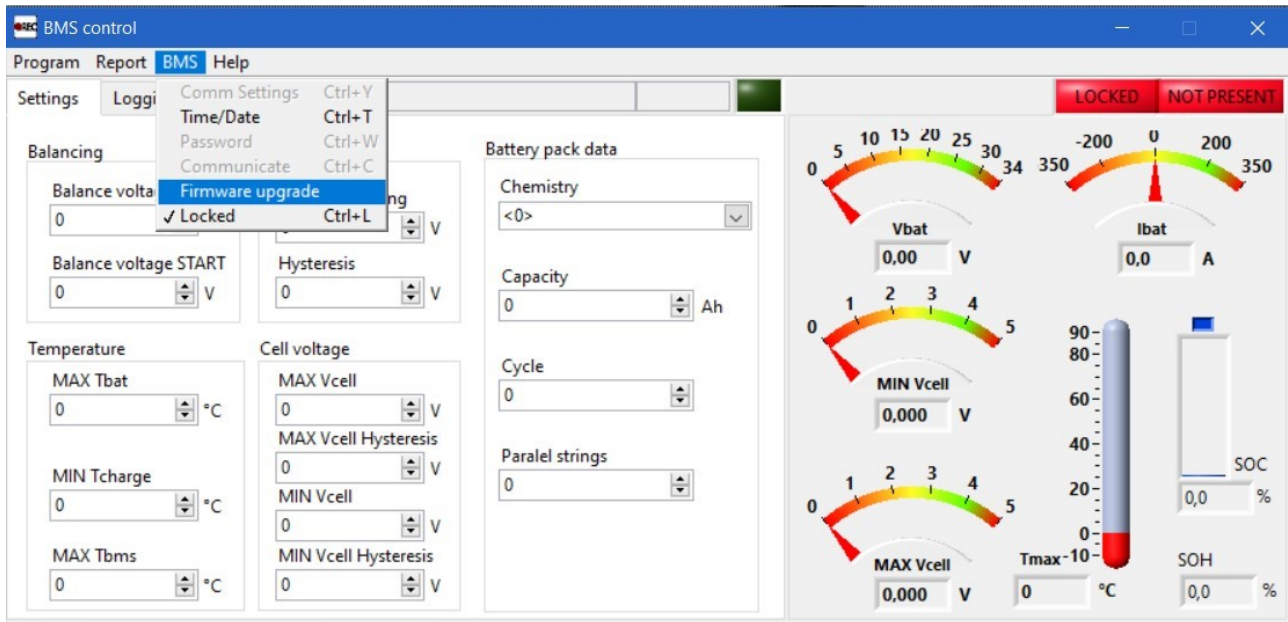 REC BMS control
Program Report BMS Help
Settings Loggi
Comm Settings Ctrl+Y
Time/Date Ctrl+T
Password Ctrl+W
Communicate Ctrl+C
Firmware upgrade
✓ Locked Ctrl+L
LOCKED NOT PRESENT
Balancing
Balance volta
0
Balance voltage START
0 V
ng
V
Hysteresis
0 V
Temperature
MAX Tbat
0 °C
MIN Tcharge
0 °C
MAX Tbms
0 °C
Cell voltage
MAX Vcell
0 V
MAX Vcell Hysteresis
0 V
MIN Vcell
0 V
MIN Vcell Hysteresis
0 V
Battery pack data
Chemistry
<0>
Capacity
0 Ah
Cycle
0
Paralel strings
0
0 5 10 15 20 25 30 34
Vbat
0,00 V
350 -200 0 200 350
Ibat
0,0 A
0 1 2 3 4 5
MIN Vcell
0,000 V
0 1 2 3 4 5
MAX Vcell
0,000 V
90
80
60
40
20
0
-10
Tmax
0 °C
SOC
0,0 %
SOH
0,0 %